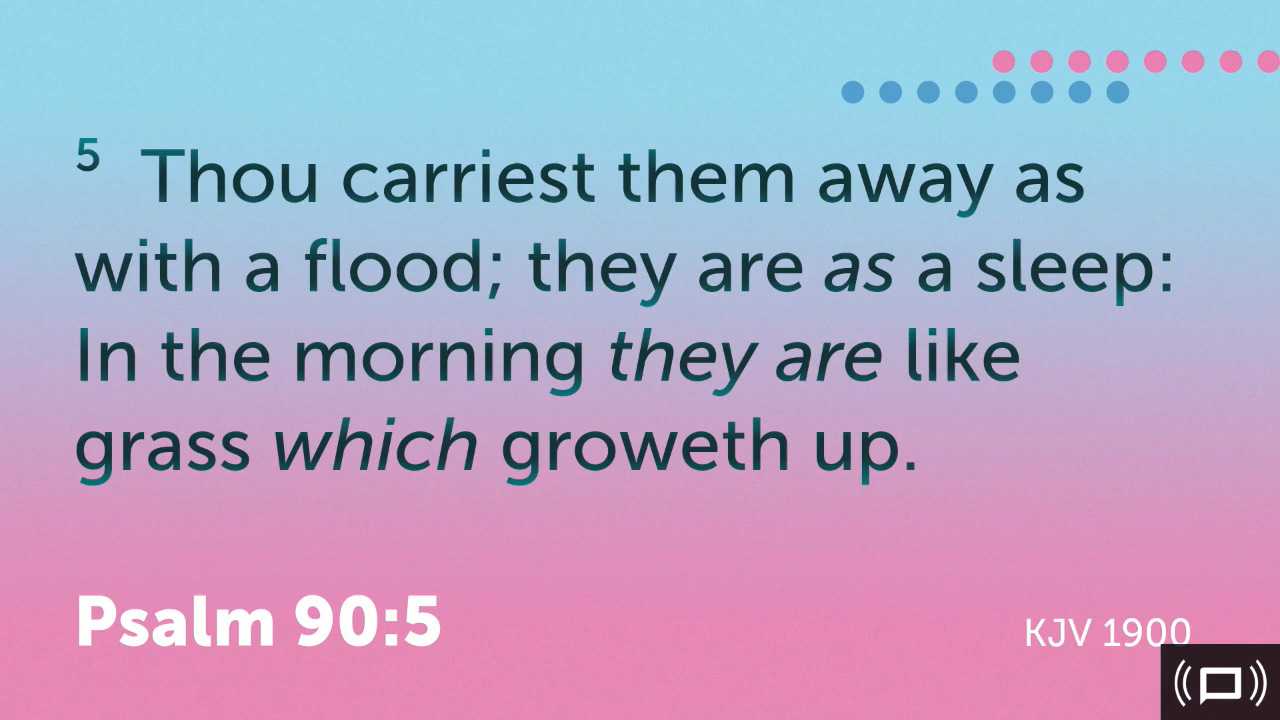 5 Thou carriest them away as
with a flood; they are as a sleep:
In the morning they are like
grass which groweth up.
Psalm 90:5
KJV 1900